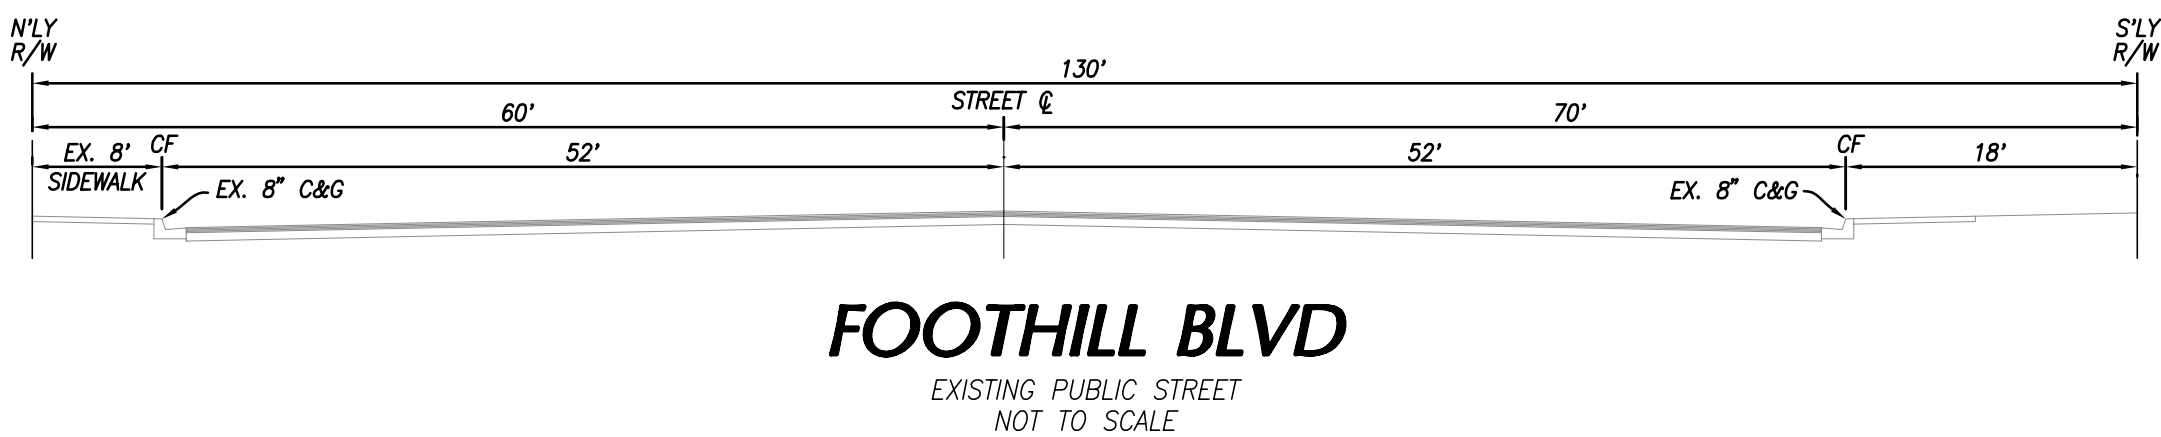 N'LY
R/W
S'LY
R/W
130'
STREET ℄
60'
70'
EX. 8'
SIDEWALK
CF
52'
52'
CF
18'
EX. 8" C&G
EX. 8" C&G
FOOTHILL BLVD
EXISTING PUBLIC STREET
NOT TO SCALE